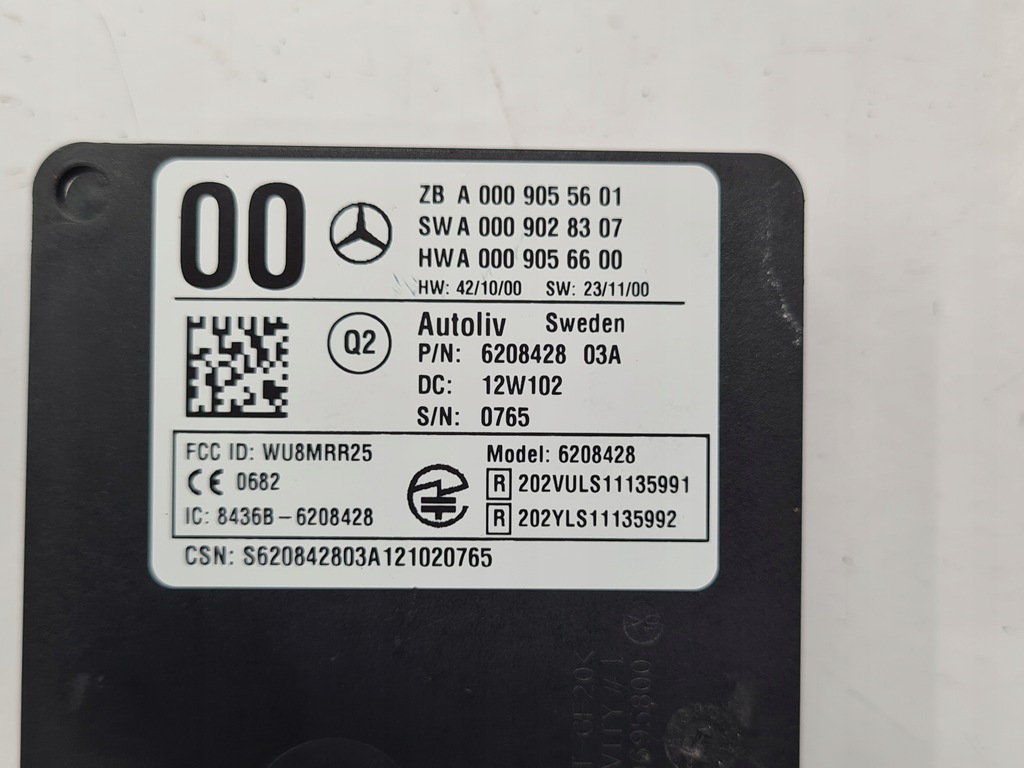 00
ZB A 000 905 56 01
SW A 000 902 83 07
HW A 000 905 66 00
HW: 42/10/00 SW: 23/11/00
Autoliv Sweden
Q2
P/N: 6208428 03A
DC: 12W102
S/N: 0765
FCC ID: WU8MRR25
Model: 6208428
CE 0682
R 202VULS11135991
IC: 8436B-6208428
R 202YLS11135992
CSN: S620842803A121020765